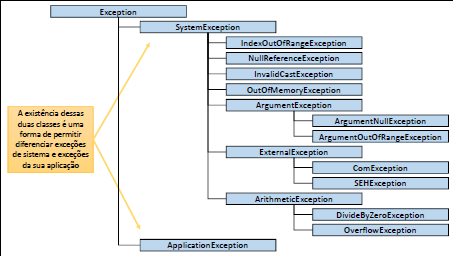 Exception
SystemException
IndexOutOfRangeException
NullReferenceException
InvalidCastException
OutOfMemoryException
ArgumentException
ArgumentNullException
ArgumentOutOfRangeException
ExternalException
ComException
SEHException
ArithmeticException
DivideByZeroException
OverflowException
ApplicationException
A existência dessas
duas classes é uma
forma de permitir
diferenciar exceções
de sistema e exceções
da sua aplicação